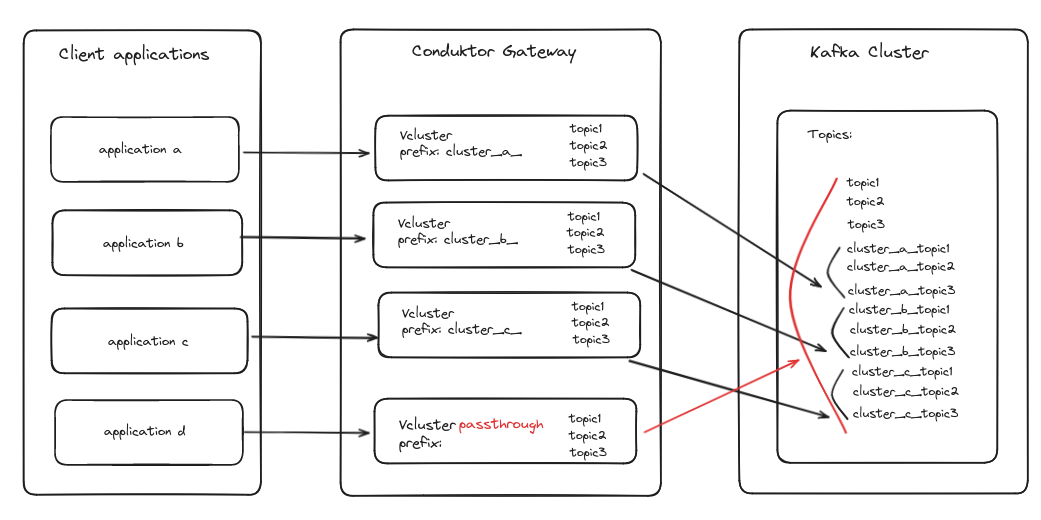 Client applications
application a
application b
application c
application d
Conduktor Gateway
Vcluster
prefix: cluster_a_
topic1
topic2
topic3
Vcluster
prefix: cluster_b_
topic1
topic2
topic3
Vcluster
prefix: cluster_c_
topic1
topic2
topic3
Vcluster passthrough
prefix:
topic1
topic2
topic3
Kafka Cluster
Topics:
topic1
topic2
topic3
cluster_a_topic1
cluster_a_topic2
cluster_a_topic3
cluster_b_topic1
cluster_b_topic2
cluster_b_topic3
cluster_c_topic1
cluster_c_topic2
cluster_c_topic3